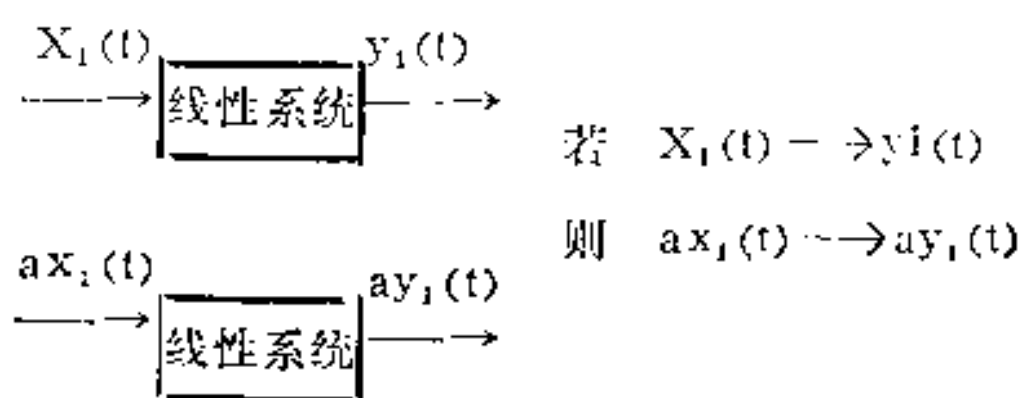 X₁(t) y₁(t)
线性系统
若 X₁(t) — →yi(t)
则 ax₁(t) --→ay₁(t)
ax₁(t) ay₁(t)
线性系统